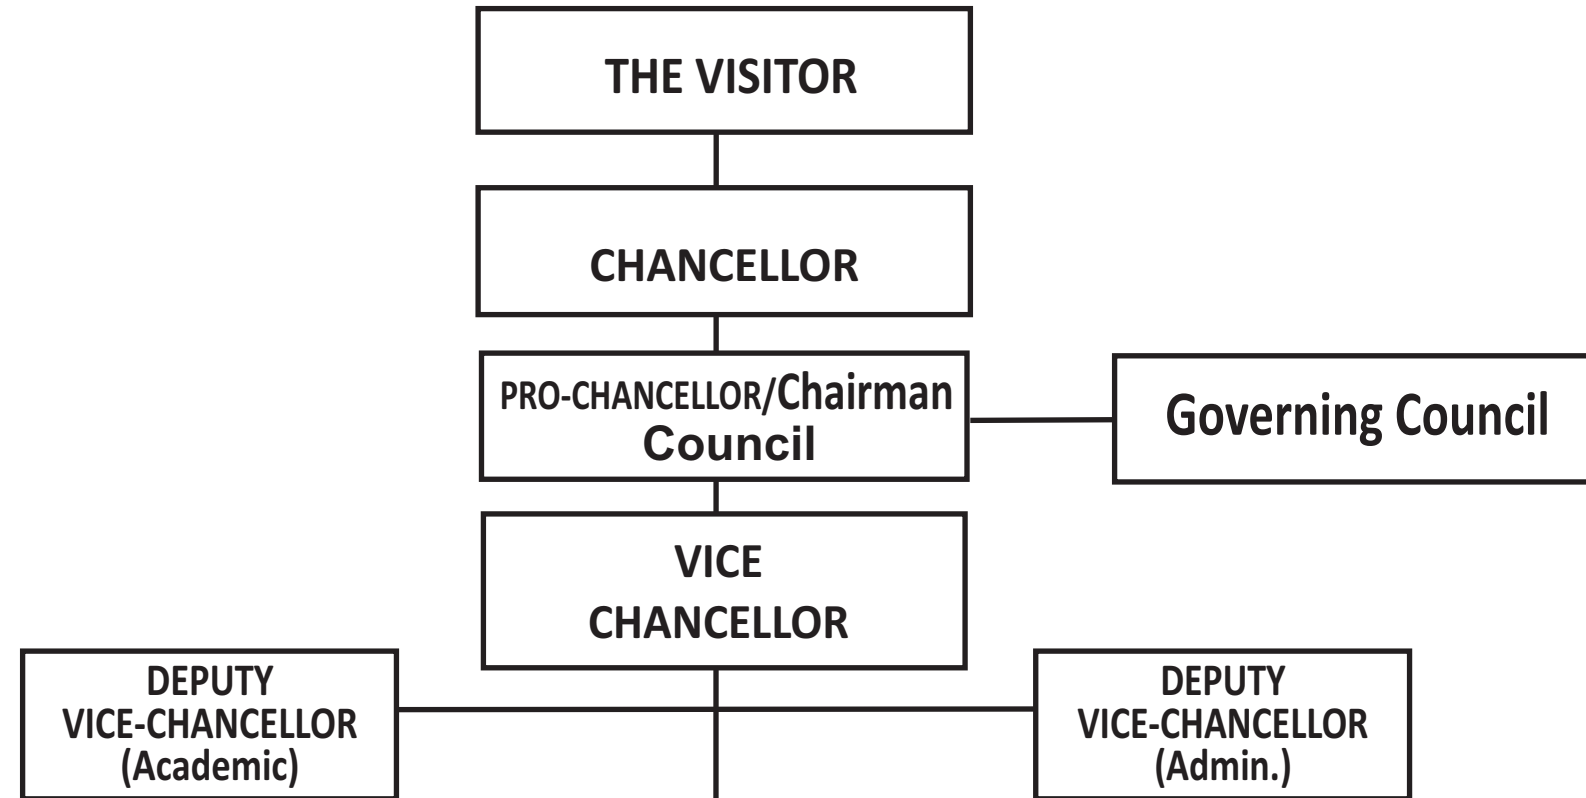 THE VISITOR
CHANCELLOR
PRO-CHANCELLOR/Chairman
Council
Governing Council
VICE
CHANCELLOR
DEPUTY
VICE-CHANCELLOR
(Academic)
DEPUTY
VICE-CHANCELLOR
(Admin.)